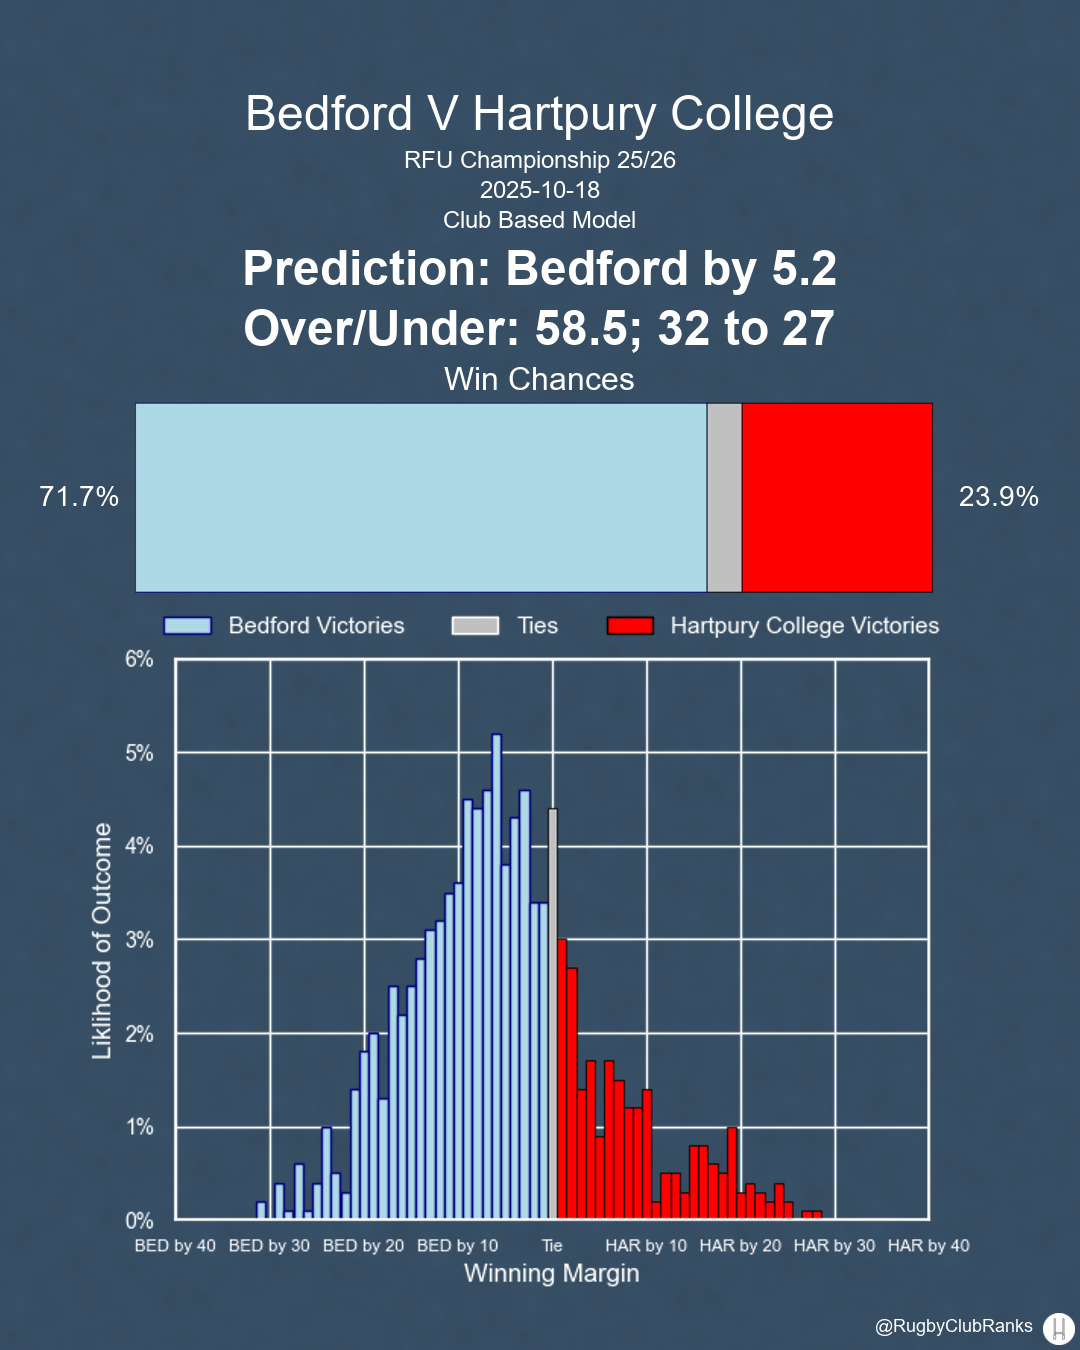 Bedford V Hartpury College
RFU Championship 25/26
2025-10-18
Club Based Model
Prediction: Bedford by 5.2
Over/Under: 58.5; 32 to 27
Win Chances
71.7%
23.9%
Bedford Victories
Ties
Hartpury College Victories
6%
5%
4%
3%
2%
1%
0%
Liklihood of Outcome
BED by 40
BED by 30
BED by 20
BED by 10
Tie
HAR by 10
HAR by 20
HAR by 30
HAR by 40
Winning Margin
@RugbyClubRanks